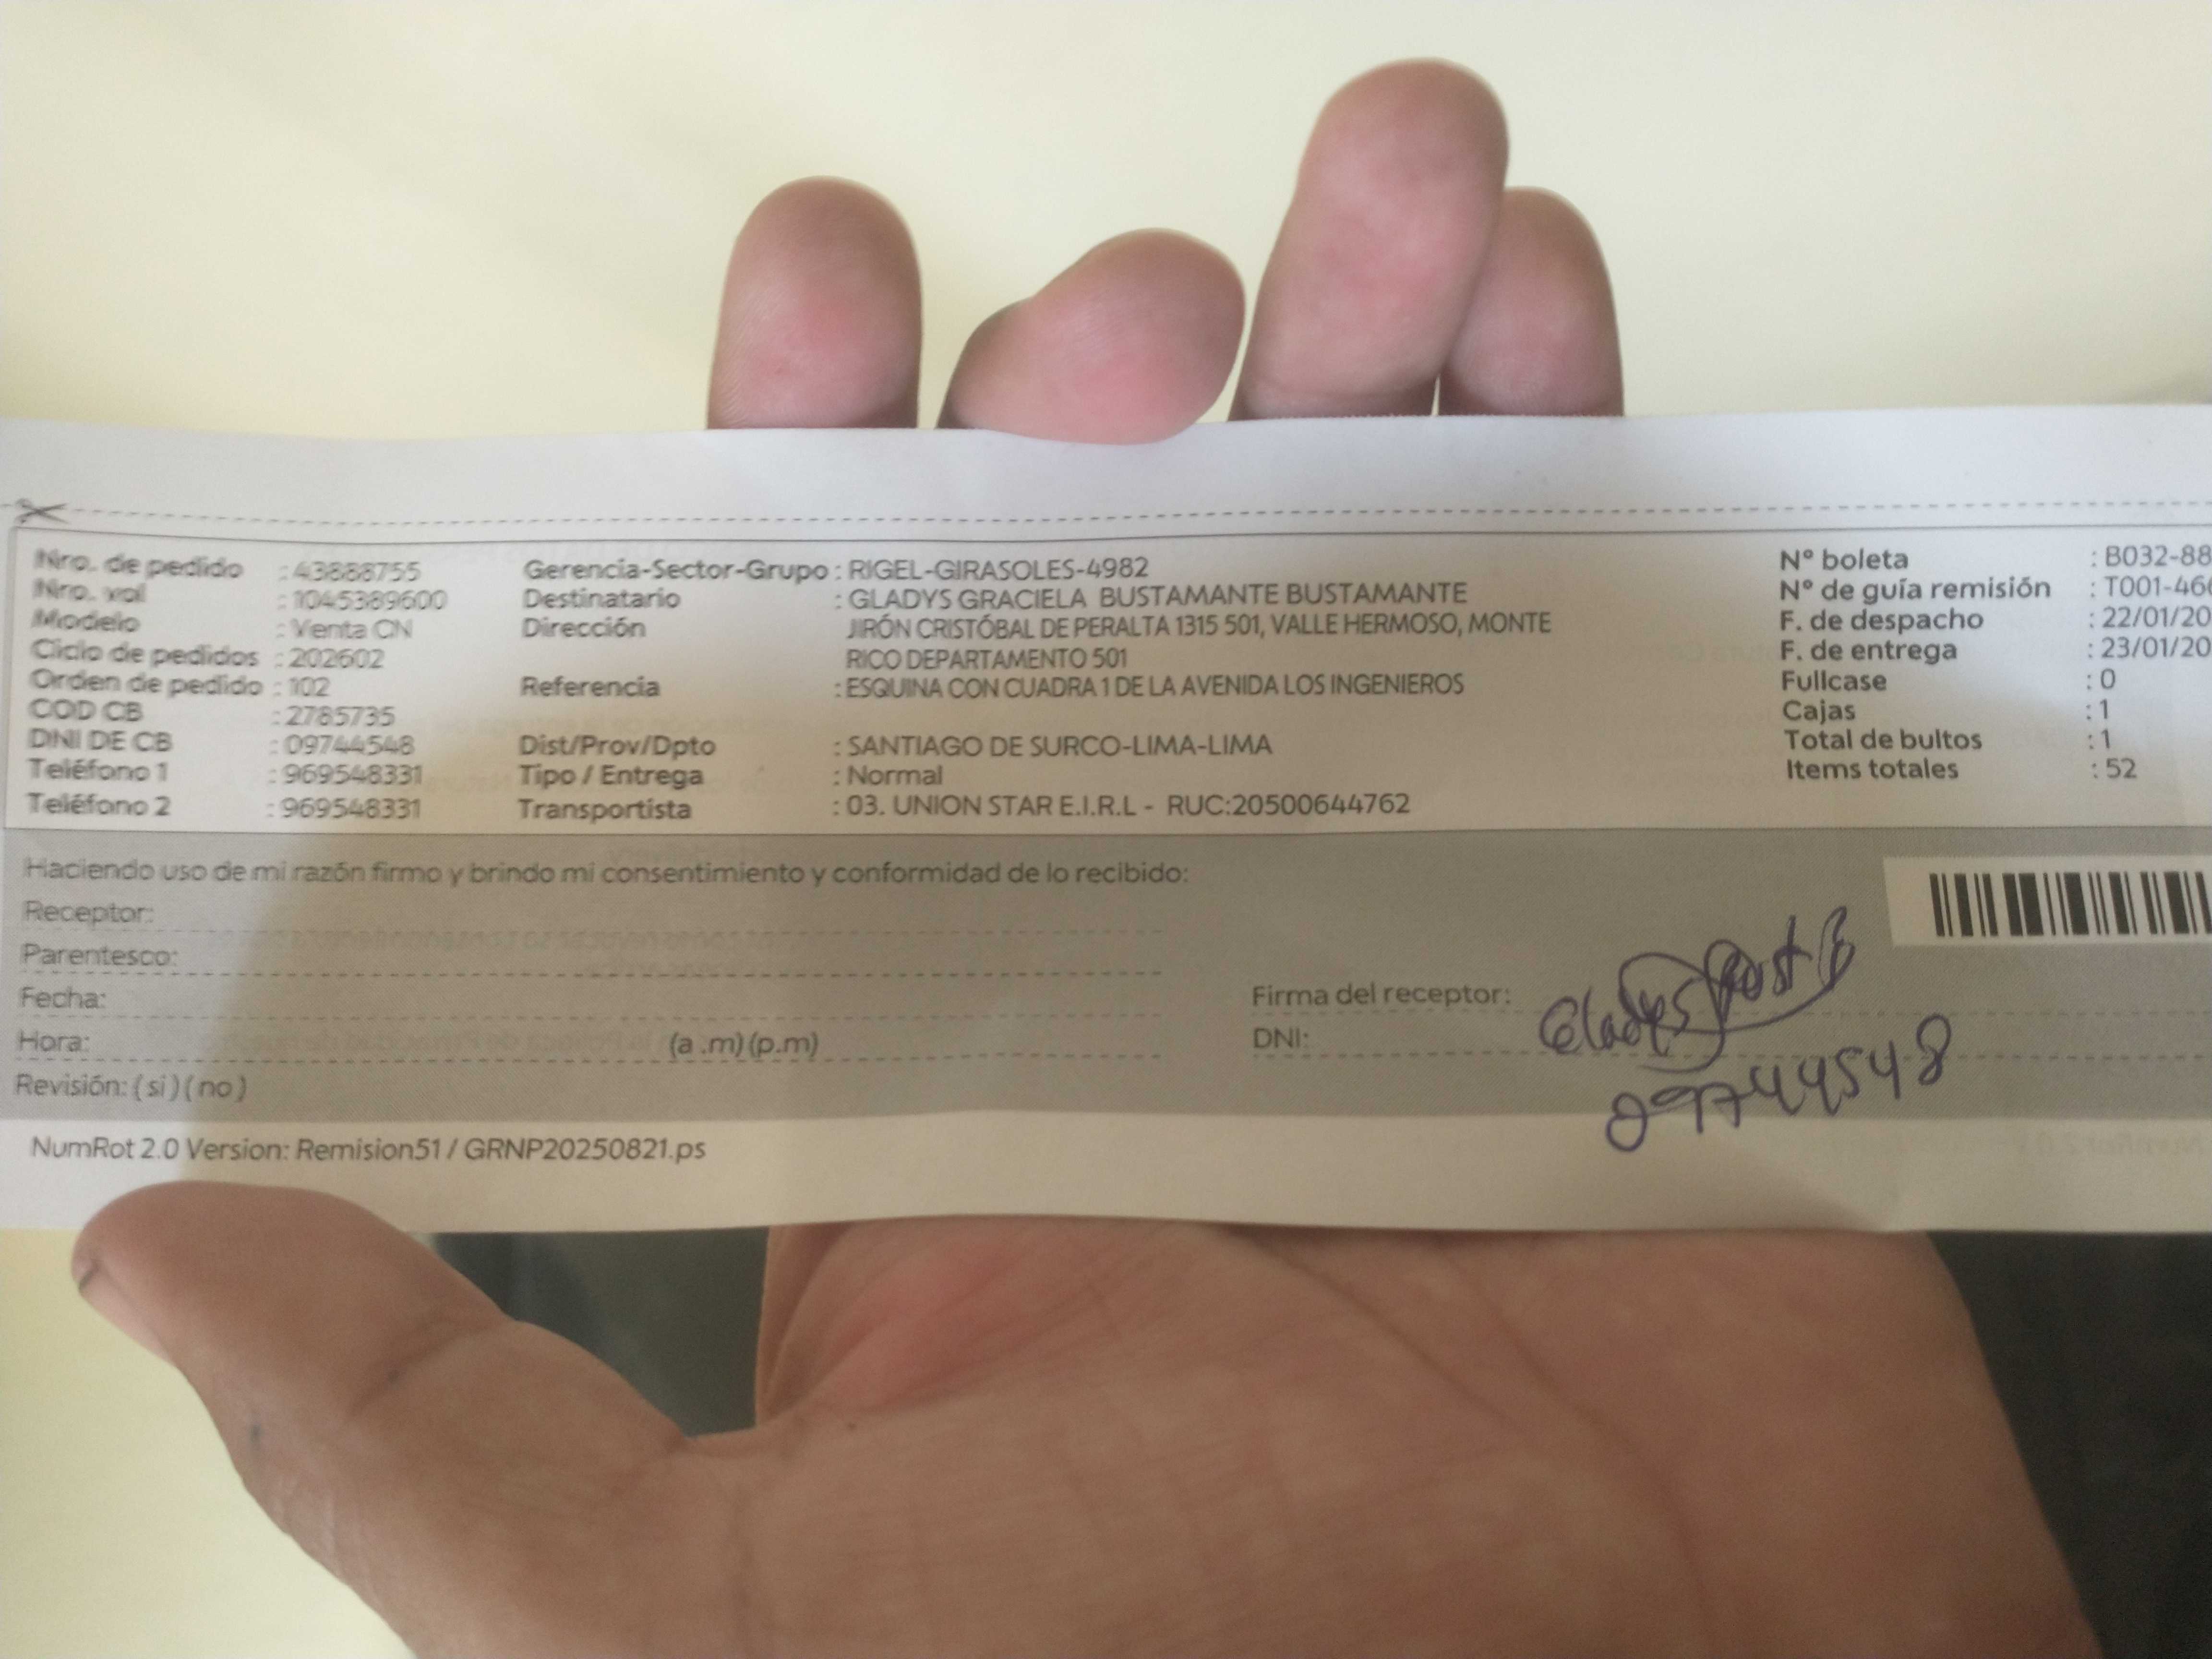 Nro. de pedido : 43888755
Nro. vol : 1045389600
Modelo : Venta CN
Ciclo de pedidos : 202602
Orden de pedido : 102
COD CB : 2785735
DNI DE CB : 09744548
Teléfono 1 : 969548331
Teléfono 2 : 969548331
Gerencia-Sector-Grupo : RIGEL-GIRASOLES-4982
Destinatario : GLADYS GRACIELA BUSTAMANTE BUSTAMANTE
Dirección JIRÓN CRISTÓBAL DE PERALTA 1315 501, VALLE HERMOSO, MONTE
RICO DEPARTAMENTO 501
Referencia : ESQUINA CON CUADRA 1 DE LA AVENIDA LOS INGENIEROS
Dist/Prov/Dpto : SANTIAGO DE SURCO-LIMA-LIMA
Tipo / Entrega : Normal
Transportista : 03. UNION STAR E.I.R.L - RUC:20500644762
N° boleta : B032-88
N° de guía remisión : T001-46
F. de despacho : 22/01/20
F. de entrega : 23/01/20
Fullcase : 0
Cajas : 1
Total de bultos : 1
Items totales : 52
Haciendo uso de mi razón firmo y brindo mi consentimiento y conformidad de lo recibido:
Receptor:
Parentesco:
Fecha:
Hora: (a .m) (p.m)
Revisión: ( si ) ( no )
Firma del receptor: Gladys Bust B
DNI: 09744548
NumRot 2.0 Version: Remision51 / GRNP20250821.ps